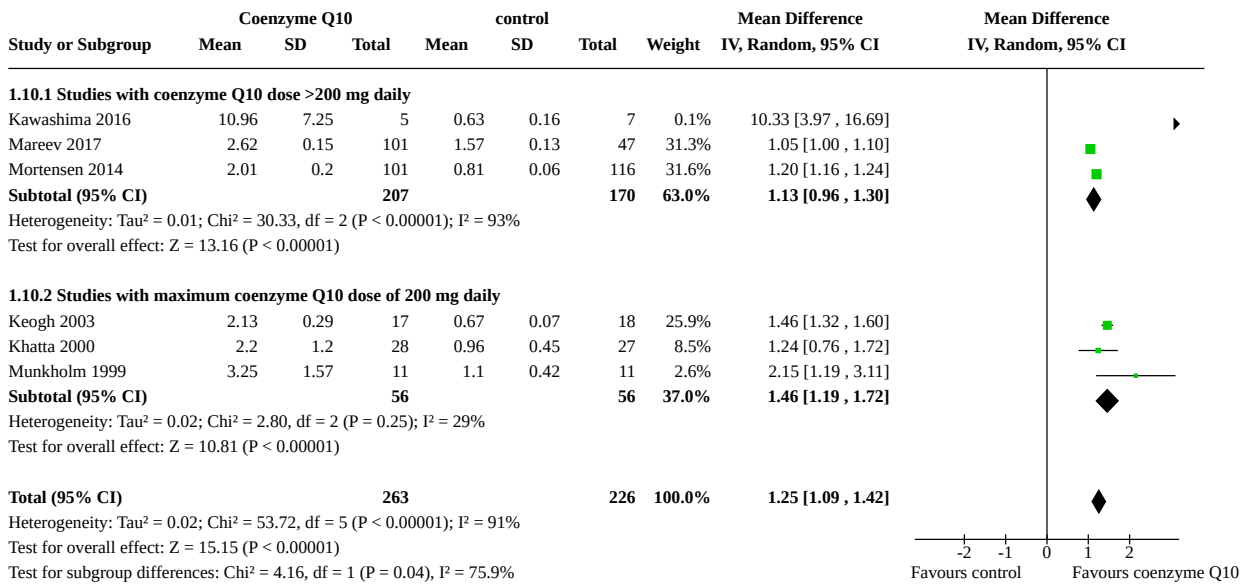 Coenzyme Q10 control Mean Difference Mean Difference
Study or Subgroup Mean SD Total Mean SD Total Weight IV, Random, 95% CI IV, Random, 95% CI
1.10.1 Studies with coenzyme Q10 dose >200 mg daily
Kawashima 2016 10.96 7.25 5 0.63 0.16 7 0.1% 10.33 [3.97 , 16.69]
Mareev 2017 2.62 0.15 101 1.57 0.13 47 31.3% 1.05 [1.00 , 1.10]
Mortensen 2014 2.01 0.2 101 0.81 0.06 116 31.6% 1.20 [1.16 , 1.24]
Subtotal (95% CI) 207 170 63.0% 1.13 [0.96 , 1.30]
Heterogeneity: Tau² = 0.01; Chi² = 30.33, df = 2 (P < 0.00001); I² = 93%
Test for overall effect: Z = 13.16 (P < 0.00001)
1.10.2 Studies with maximum coenzyme Q10 dose of 200 mg daily
Keogh 2003 2.13 0.29 17 0.67 0.07 18 25.9% 1.46 [1.32 , 1.60]
Khatta 2000 2.2 1.2 28 0.96 0.45 27 8.5% 1.24 [0.76 , 1.72]
Munkholm 1999 3.25 1.57 11 1.1 0.42 11 2.6% 2.15 [1.19 , 3.11]
Subtotal (95% CI) 56 56 37.0% 1.46 [1.19 , 1.72]
Heterogeneity: Tau² = 0.02; Chi² = 2.80, df = 2 (P = 0.25); I² = 29%
Test for overall effect: Z = 10.81 (P < 0.00001)
Total (95% CI) 263 226 100.0% 1.25 [1.09 , 1.42]
Heterogeneity: Tau² = 0.02; Chi² = 53.72, df = 5 (P < 0.00001); I² = 91%
Test for overall effect: Z = 15.15 (P < 0.00001)
-2 -1 0 1 2
Test for subgroup differences: Chi² = 4.16, df = 1 (P = 0.04), I² = 75.9%
Favours control Favours coenzyme Q10